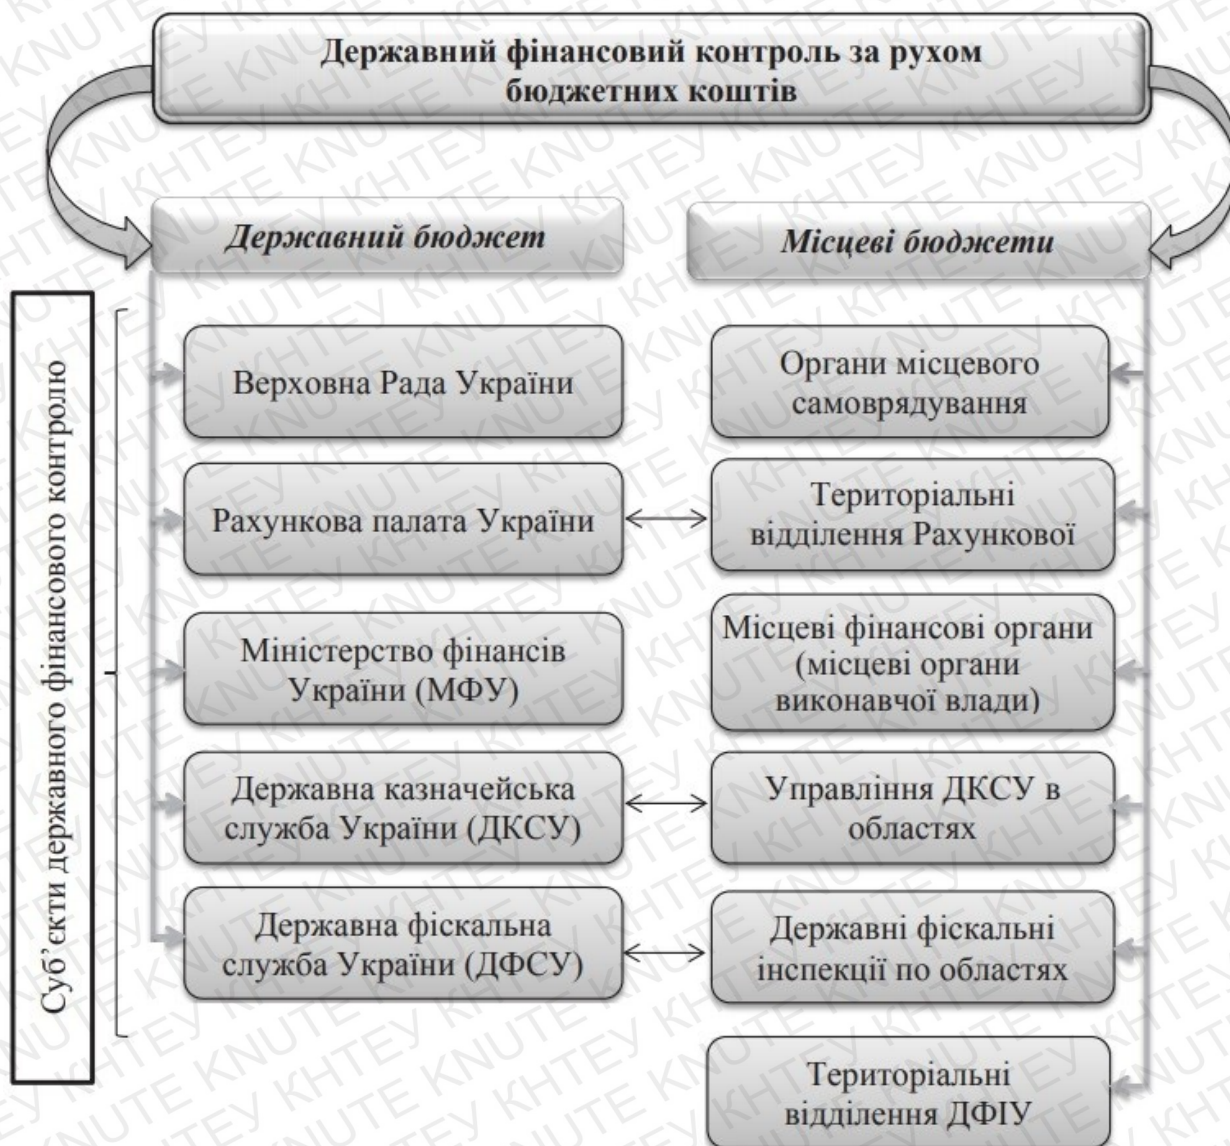 Державний фінансовий контроль за рухом
бюджетних коштів
Державний бюджет
Місцеві бюджети
Суб’єкти державного фінансового контролю
Верховна Рада України
Органи місцевого
самоврядування
Рахункова палата України
Територіальні
відділення Рахункової
Міністерство фінансів
України (МФУ)
Місцеві фінансові органи
(місцеві органи
виконавчої влади)
Державна казначейська
служба України (ДКСУ)
Управління ДКСУ в
областях
Державна фіскальна
служба України (ДФСУ)
Державні фіскальні
інспекції по областях
Територіальні
відділення ДФІУ
КНТЕУ KNUTE